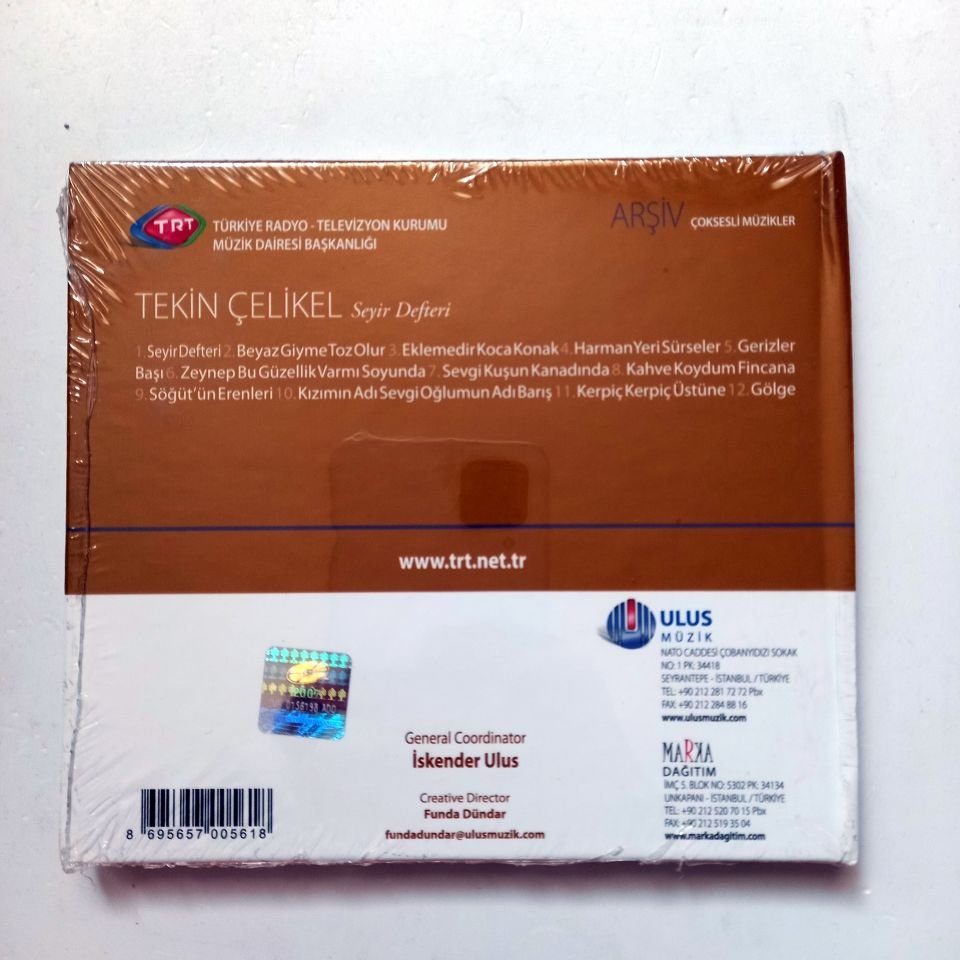 TRT
TÜRKİYE RADYO - TELEVİZYON KURUMU
MÜZİK DAİRESİ BAŞKANLIĞI
ARŞİV ÇOKSESLİ MÜZİKLER
TEKİN ÇELİKEL Seyir Defteri
1. Seyir Defteri 2. Beyaz Giyme Toz Olur 3. Eklemedir Koca Konak 4. Harman Yeri Sürseler 5. Gerizler
Başı 6. Zeynep Bu Güzellik Varmı Soyunda 7. Sevgi Kuşun Kanadında 8. Kahve Koydum Fincana
9. Söğüt'ün Erenleri 10. Kızımın Adı Sevgi Oğlumun Adı Barış 11. Kerpiç Kerpiç Üstüne 12. Gölge
www.trt.net.tr
ULUS
MÜZİK
NATO CADDESİ ÇOBANYIDIZI SOKAK
NO: 1 PK: 34418
SEYRANTEPE - İSTANBUL / TÜRKİYE
TEL: +90 212 281 72 72 Pbx
FAX: +90 212 284 88 16
www.ulusmuzik.com
General Coordinator
İskender Ulus
Creative Director
Funda Dündar
fundadundar@ulusmuzik.com
MARKA
DAĞITIM
İMÇ 5. BLOK NO: 5302 PK: 34134
UNKAPANI - İSTANBUL / TÜRKİYE
TEL: +90 212 520 70 15 Pbx
FAX: +90 212 519 35 04
www.markadagitim.com
8 695657 005618